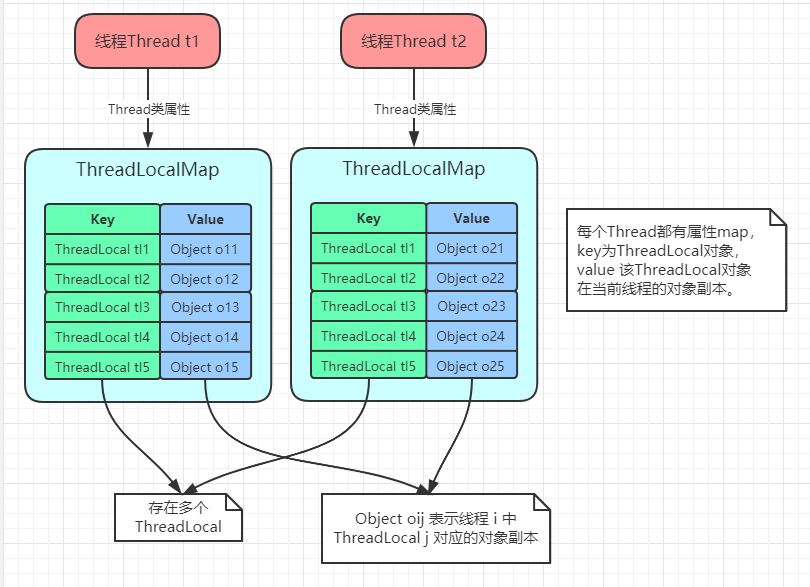 线程Thread t1
线程Thread t2
Thread类属性
Thread类属性
ThreadLocalMap
Key Value
ThreadLocal tl1 Object o11
ThreadLocal tl2 Object o12
ThreadLocal tl3 Object o13
ThreadLocal tl4 Object o14
ThreadLocal tl5 Object o15
ThreadLocalMap
Key Value
ThreadLocal tl1 Object o21
ThreadLocal tl2 Object o22
ThreadLocal tl3 Object o23
ThreadLocal tl4 Object o24
ThreadLocal tl5 Object o25
每个Thread都有属性map，
key为ThreadLocal对象，
value 该ThreadLocal对象
在当前线程的对象副本。
存在多个
ThreadLocal
Object oij 表示线程 i 中
ThreadLocal j 对应的对象副本